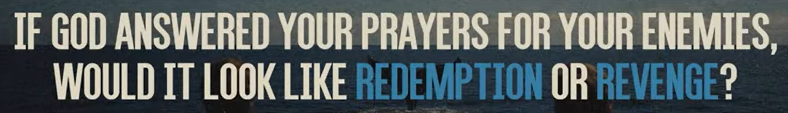 IF GOD ANSWERED YOUR PRAYERS FOR YOUR ENEMIES,
WOULD IT LOOK LIKE REDEMPTION OR REVENGE?